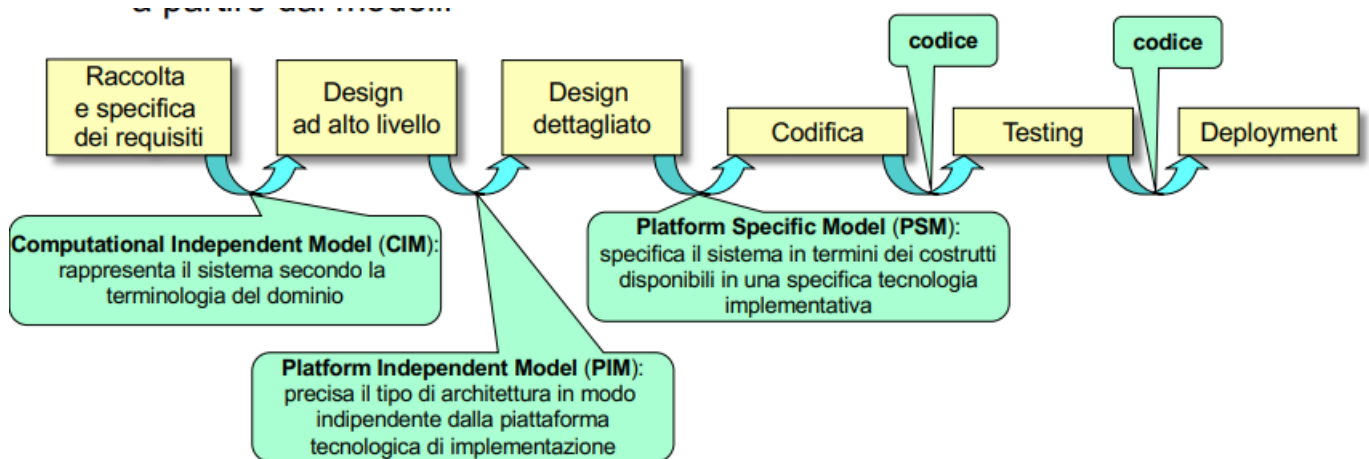 a partire dai modelli
codice
codice
Raccolta
e specifica
dei requisiti
Design
ad alto livello
Design
dettagliato
Codifica
Testing
Deployment
Computational Independent Model (CIM):
rappresenta il sistema secondo la
terminologia del dominio
Platform Specific Model (PSM):
specifica il sistema in termini dei costrutti
disponibili in una specifica tecnologia
implementativa
Platform Independent Model (PIM):
precisa il tipo di architettura in modo
indipendente dalla piattaforma
tecnologica di implementazione